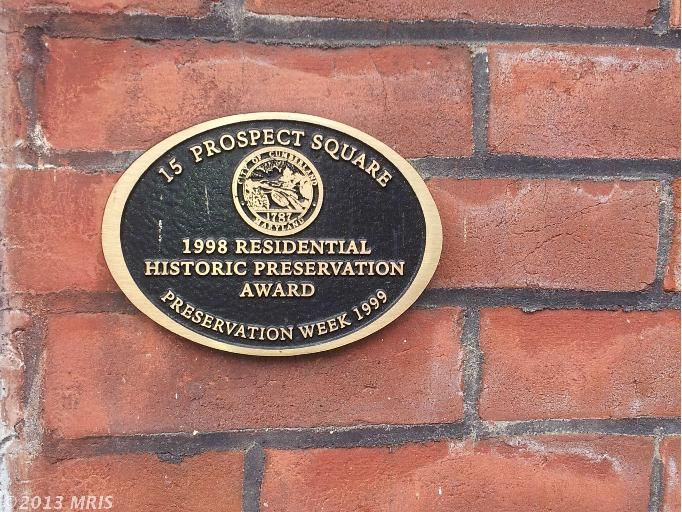 15 PROSPECT SQUARE
CITY OF CUMBERLAND
1787
MARYLAND
1998 RESIDENTIAL
HISTORIC PRESERVATION
AWARD
PRESERVATION WEEK 1999
©2013 MRIS